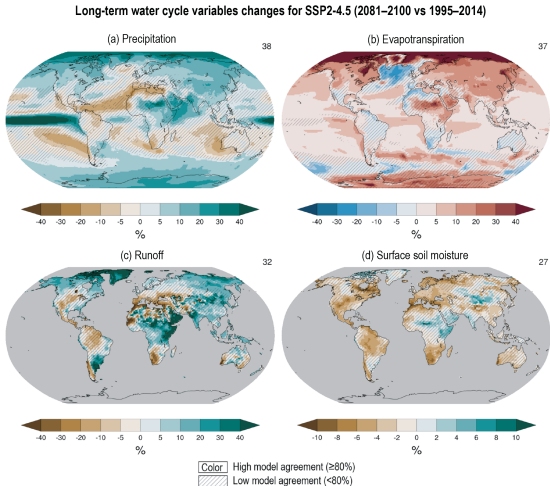 Long-term water cycle variables changes for SSP2-4.5 (2081–2100 vs 1995–2014)
(a) Precipitation
38
(b) Evapotranspiration
37
-40 -30 -20 -10 -5 0 5 10 20 30 40
%
-40 -30 -20 -10 -5 0 5 10 20 30 40
%
(c) Runoff
32
(d) Surface soil moisture
27
-40 -30 -20 -10 -5 0 5 10 20 30 40
%
-10 -8 -6 -4 -2 0 2 4 6 8 10
%
Color High model agreement (≥80%)
Low model agreement (<80%)